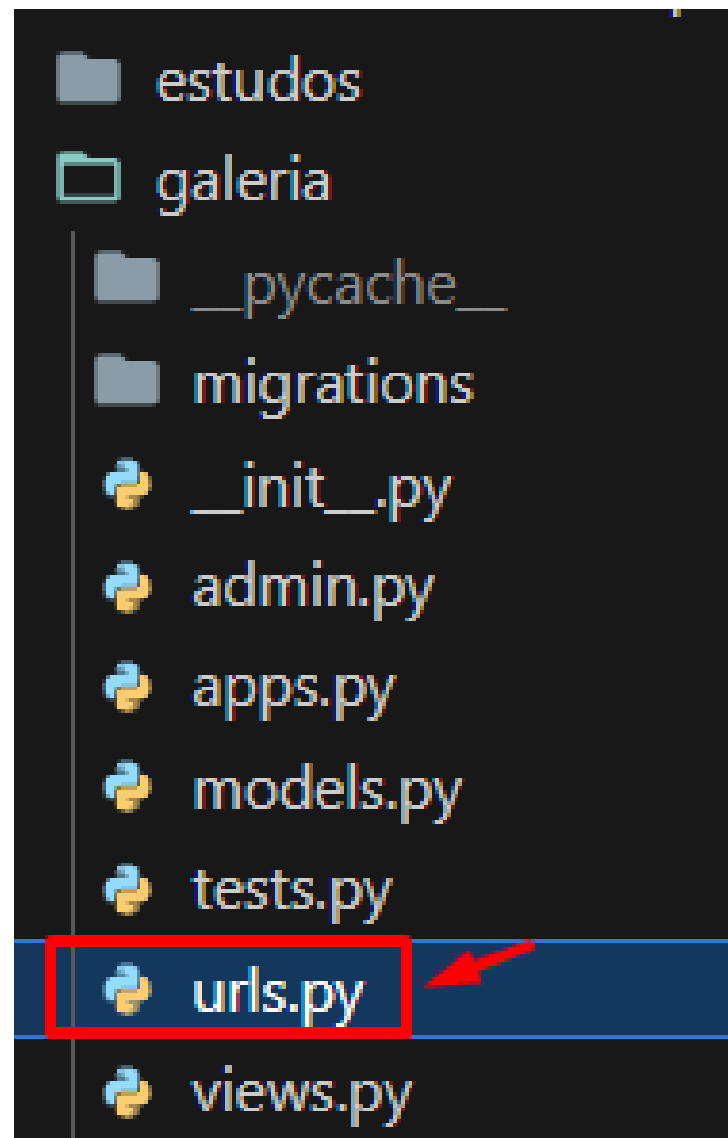 estudos
galeria
__pycache__
migrations
__init__.py
admin.py
apps.py
models.py
tests.py
urls.py
views.py